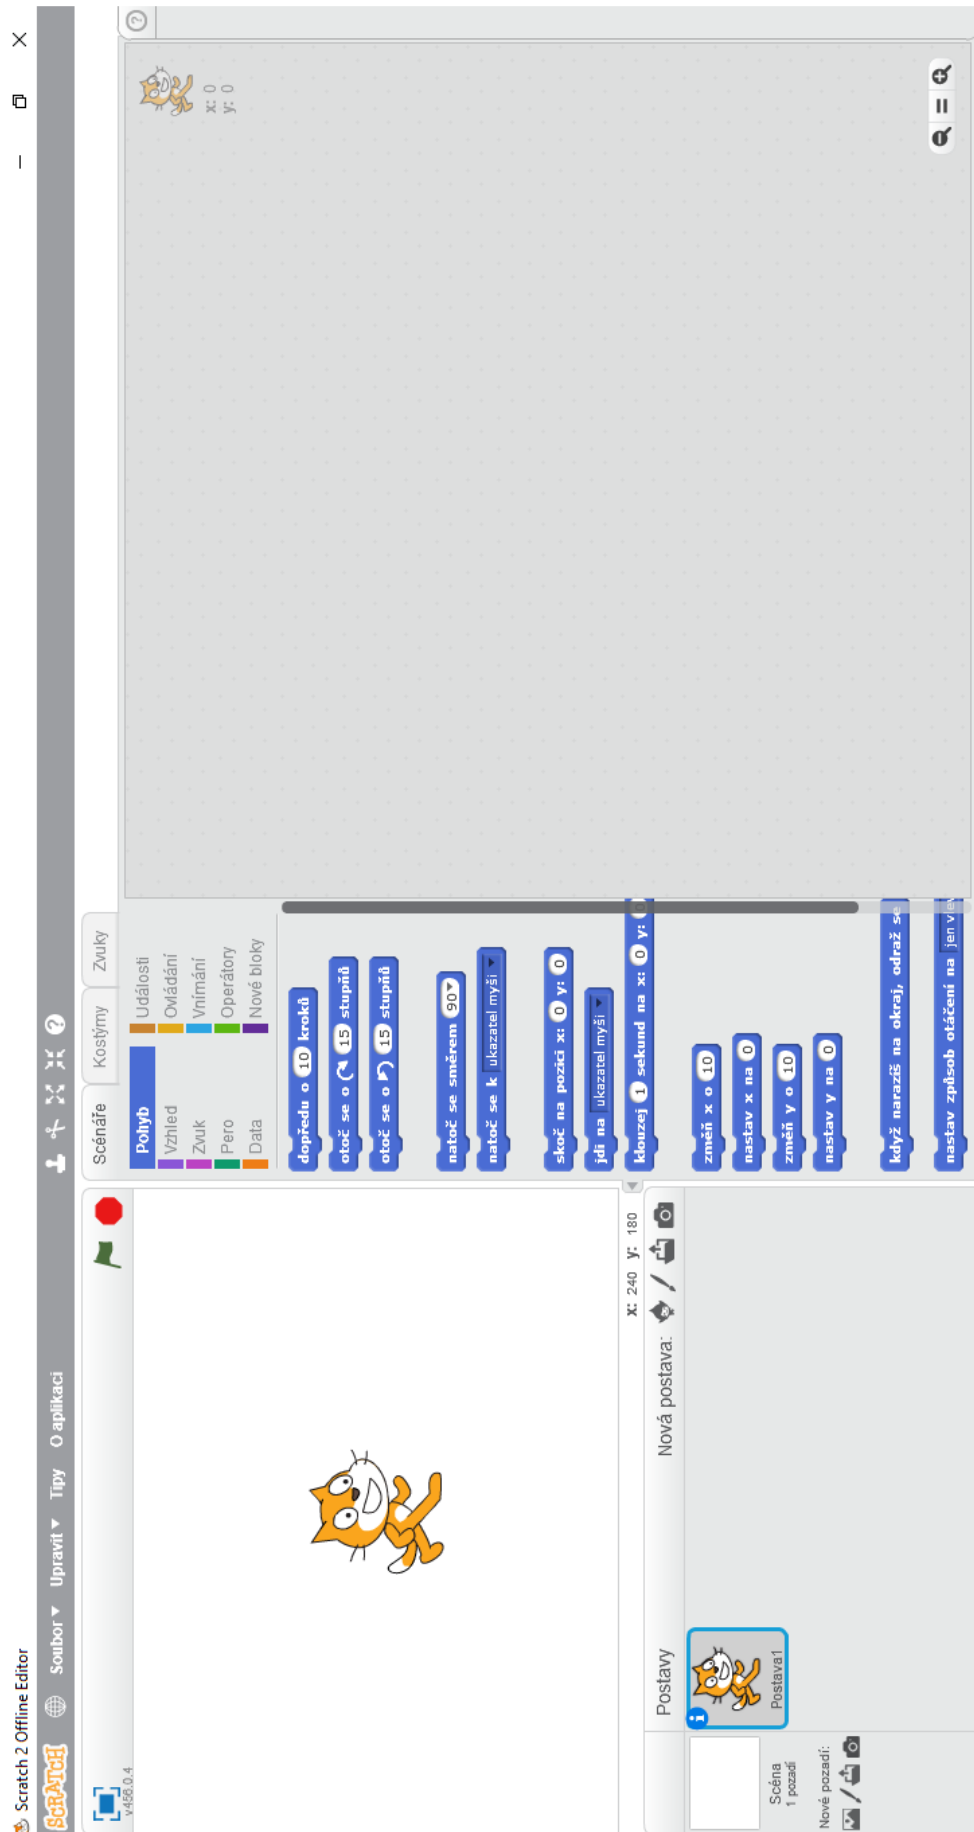 Scratch 2 Offline Editor
SCRATCH Soubor Upravit Tipy O aplikaci
v456.0.4
x: 240 y: 180
Postavy Nová postava:
Postava1
Scéna
1 pozadí
Nové pozadí:
Scénáře Kostýmy Zvuky
Pohyb Události
Vzhled Ovládání
Zvuk Vnímání
Pero Operátory
Data Nové bloky
dopředu o 10 kroků
otoč se o 15 stupňů
otoč se o 15 stupňů
natoč se směrem 90
natoč se k ukazatel myši
skoč na pozici x: 0 y: 0
jdi na ukazatel myši
klouzej 1 sekund na x: 0 y: 0
změň x o 10
nastav x na 0
změň y o 10
nastav y na 0
když narazíš na okraj, odraž se
nastav způsob otáčení na jen vlev
x: 0
y: 0